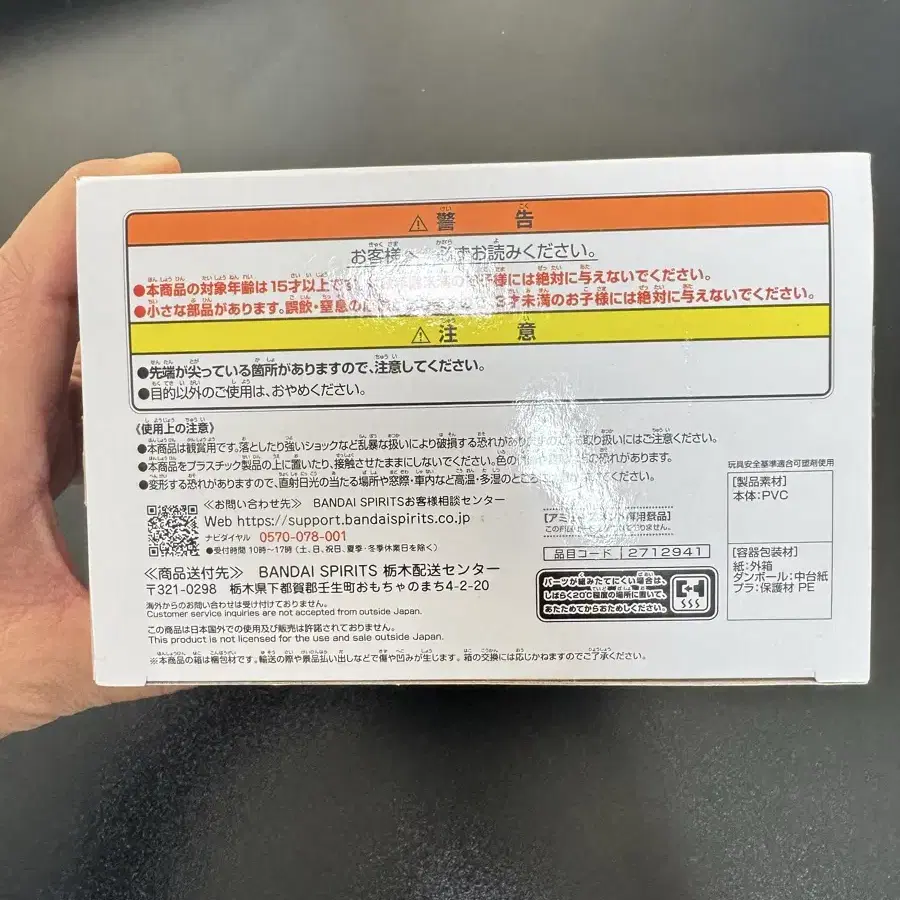 ⚠警告
お客様へ 必ずお読みください。
●本商品の対象年齢は15才以上です 様には絶対に与えないでください。
●小さな部品があります。誤飲・窒息の 3才未満のお子様には絶対に与えないでください。
⚠注意
●先端が尖っている箇所がありますので、注意してください。
●目的以外のご使用は、おやめください。
《使用上の注意》
●本商品は観賞用です。落としたり強いショックなど乱暴な扱いにより破損する恐れがあります 取り扱いにはご注意ください。
●本商品をプラスチック製品の上に置いたり、接触させたままにしないでください。色の 恐れがあります。
●変形する恐れがありますので、直射日光の当たる場所や窓際・車内など高温・多湿のところ ください。
玩具安全基準適合可塑剤使用
[製品素材]
本体:PVC
≪お問い合わせ先≫ BANDAI SPIRITSお客様相談センター
Web https://support.bandaispirits.co.jp
ナビダイヤル 0570-078-001
●受付時間 10時〜17時(土、日、祝日、夏季・冬季休業日を除く)
[アミューズメント専用景品]
品目コード 2712941
[容器包装材]
紙:外箱
ダンボール:中台紙
プラ:保護材 PE
≪商品送付先≫ BANDAI SPIRITS 栃木配送センター
〒321-0298 栃木県下都賀郡壬生町おもちゃのまち4-2-20
パーツが組みたてにくい場合は、
しばらく20℃程度の場所に置いて、
あたためてからおためしください。
海外からのお問い合わせは受け付けておりません。
Customer service inquiries are not accepted from outside Japan.
この商品は日本国外での使用及び販売は許諾されておりません。
This product is not licensed for the use and sale outside Japan.
※本商品の箱は梱包材です。輸送の際や景品払い出しなどで傷や凹みが生じます。箱の交換には応じかねますのでご了承ください。